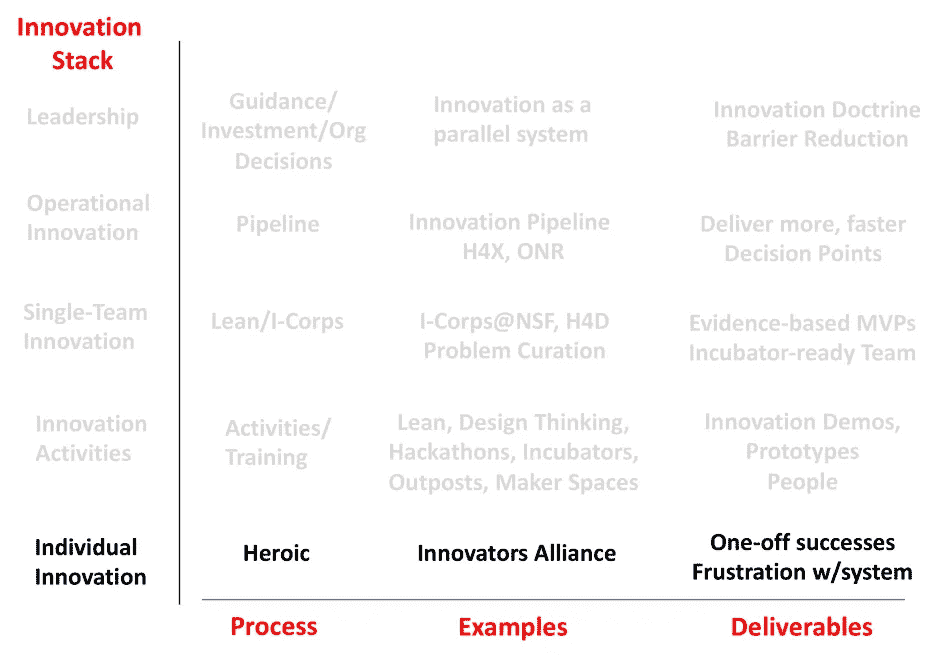 Innovation
Stack
Leadership
Guidance/
Investment/Org
Decisions
Innovation as a
parallel system
Innovation Doctrine
Barrier Reduction
Operational
Innovation
Pipeline
Innovation Pipeline
H4X, ONR
Deliver more, faster
Decision Points
Single-Team
Innovation
Lean/I-Corps
I-Corps@NSF, H4D
Problem Curation
Evidence-based MVPs
Incubator-ready Team
Innovation
Activities
Activities/
Training
Lean, Design Thinking,
Hackathons, Incubators,
Outposts, Maker Spaces
Innovation Demos,
Prototypes
People
Individual
Innovation
Heroic
Innovators Alliance
One-off successes
Frustration w/system
Process
Examples
Deliverables